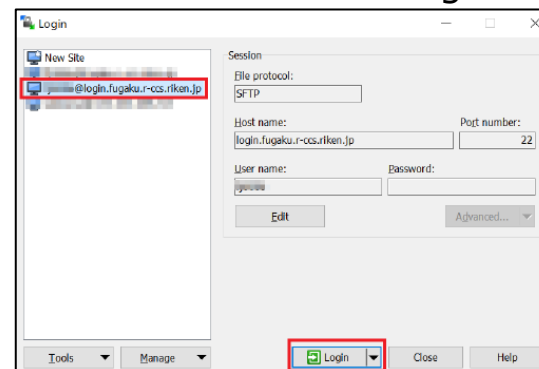 Login
New Site
@login.fugaku.r-ccs.riken.jp
Session
File protocol:
SFTP
Host name:
Port number:
login.fugaku.r-ccs.riken.jp
22
User name:
Password:
Edit
Advanced...
Tools
Manage
Login
Close
Help